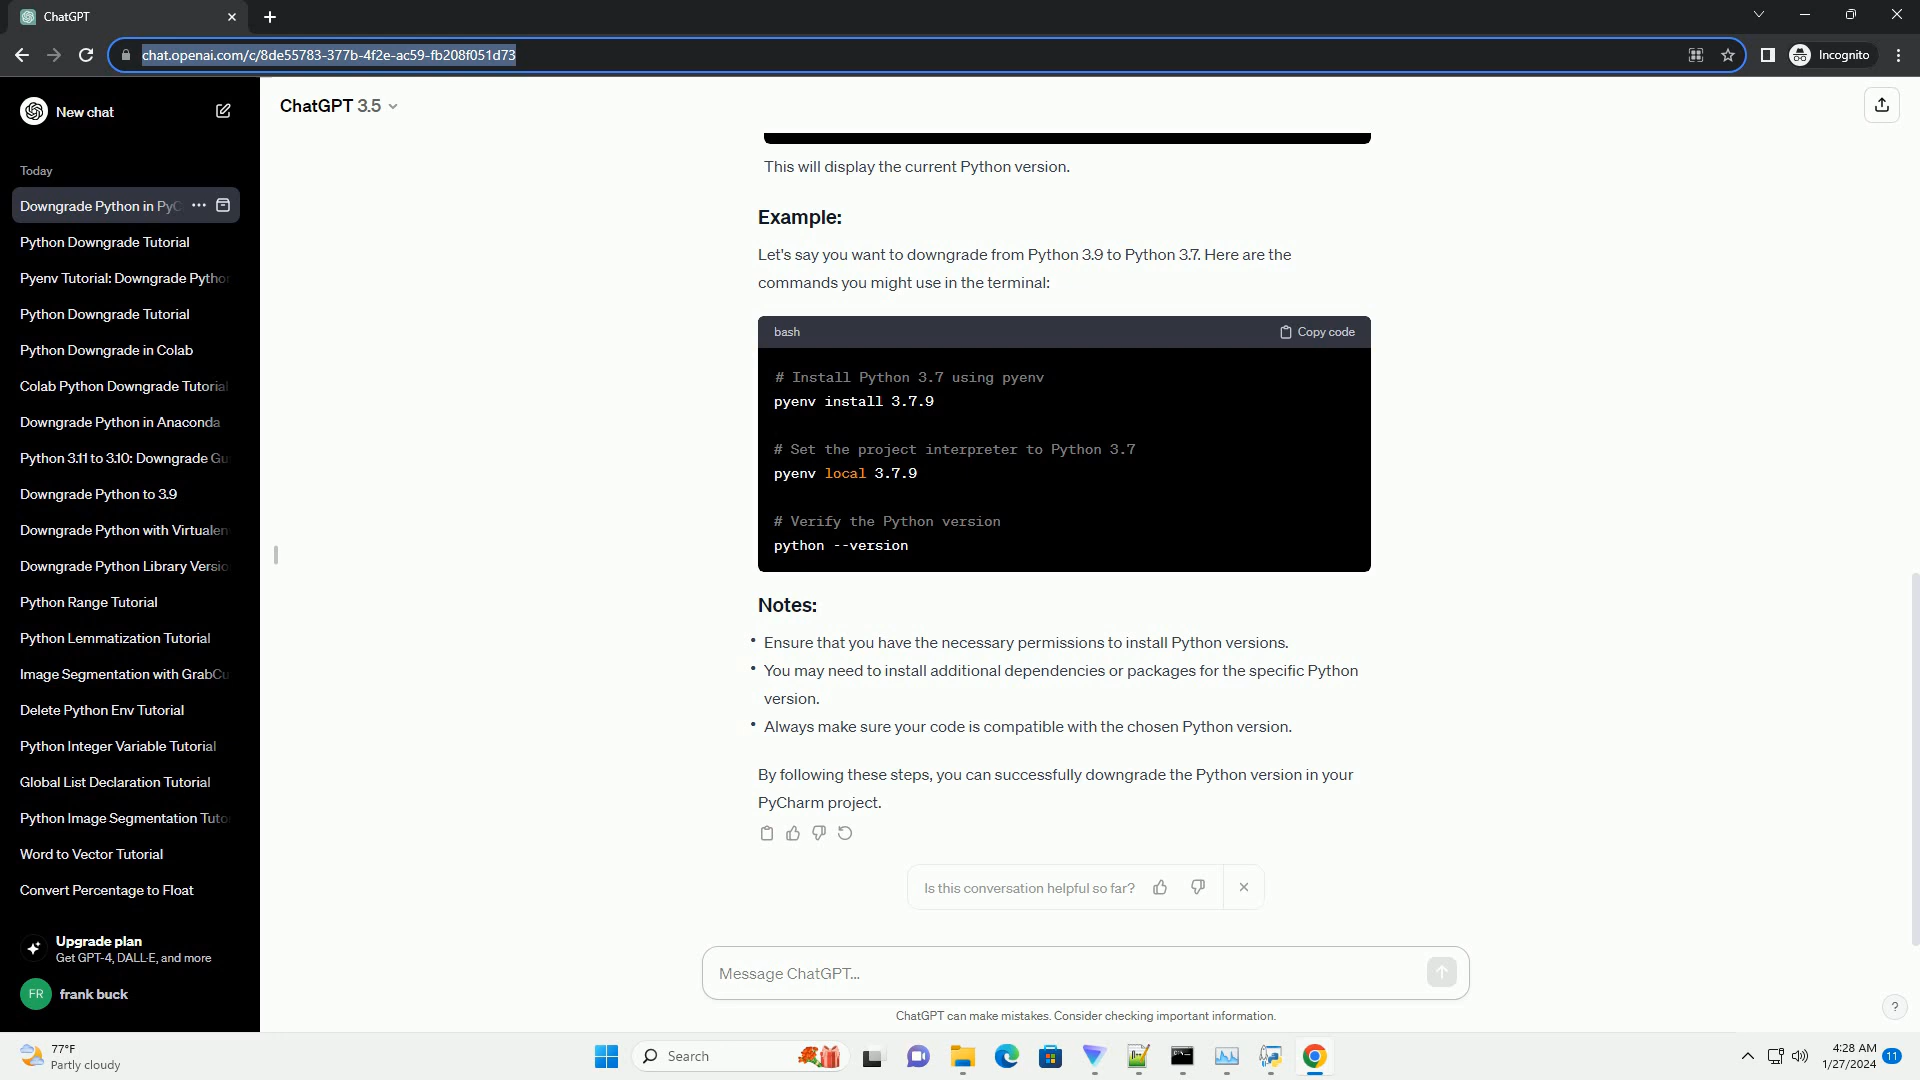 ChatGPT
chat.openai.com/c/8de55783-377b-4f2e-ac59-fb208f051d73
Incognito
New chat
ChatGPT 3.5
Today
Downgrade Python in PyC
Python Downgrade Tutorial
Pyenv Tutorial: Downgrade Python
Python Downgrade Tutorial
Python Downgrade in Colab
Colab Python Downgrade Tutorial
Downgrade Python in Anaconda
Python 3.11 to 3.10: Downgrade Gu
Downgrade Python to 3.9
Downgrade Python with Virtualen
Downgrade Python Library Versio
Python Range Tutorial
Python Lemmatization Tutorial
Image Segmentation with GrabCu
Delete Python Env Tutorial
Python Integer Variable Tutorial
Global List Declaration Tutorial
Python Image Segmentation Tuto
Word to Vector Tutorial
Convert Percentage to Float
Upgrade plan
Get GPT-4, DALL·E, and more
FR frank buck
This will display the current Python version.
Example:
Let's say you want to downgrade from Python 3.9 to Python 3.7. Here are the
commands you might use in the terminal:
bash Copy code
# Install Python 3.7 using pyenv
pyenv install 3.7.9
# Set the project interpreter to Python 3.7
pyenv local 3.7.9
# Verify the Python version
python --version
Notes:
• Ensure that you have the necessary permissions to install Python versions.
• You may need to install additional dependencies or packages for the specific Python
version.
• Always make sure your code is compatible with the chosen Python version.
By following these steps, you can successfully downgrade the Python version in your
PyCharm project.
Is this conversation helpful so far?
Message ChatGPT...
ChatGPT can make mistakes. Consider checking important information.
?
77°F
Partly cloudy
Search
4:28 AM
1/27/2024
11